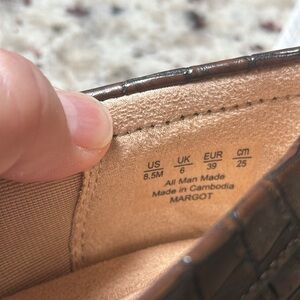 US UK EUR cm
8.5M 6 39 25
All Man Made
Made in Cambodia
MARGOT